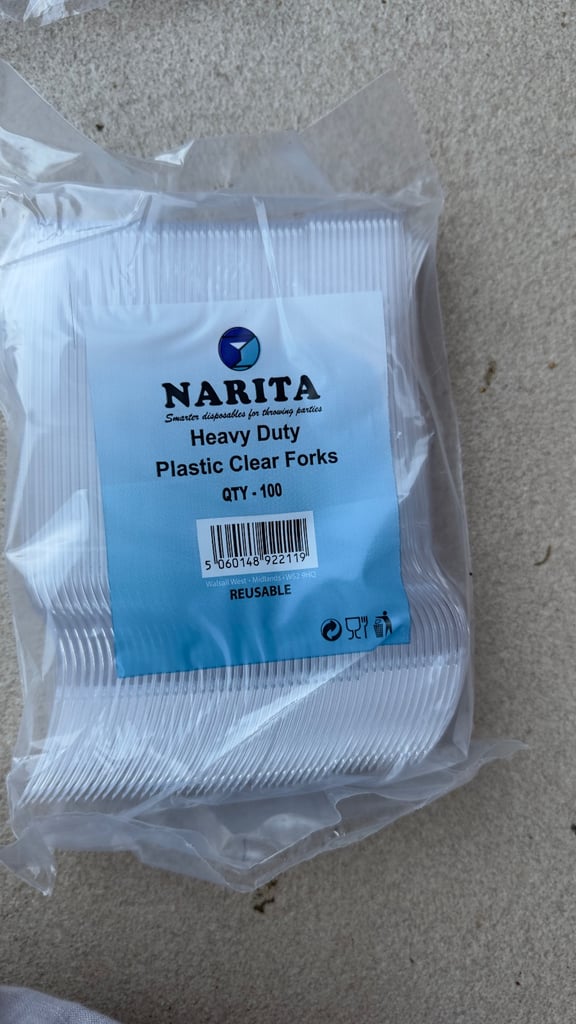 NARITA
Smarter disposables for throwing parties
Heavy Duty
Plastic Clear Forks
QTY - 100
5 060148 922119
Walsall West • Midlands • WS2 9HQ
REUSABLE